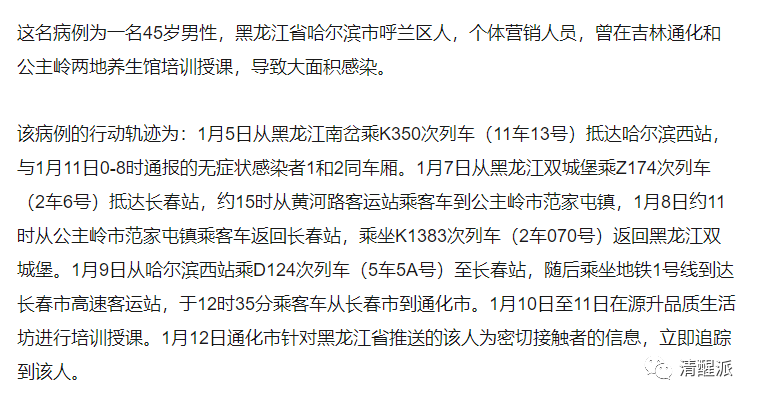 这名病例为一名45岁男性，黑龙江省哈尔滨市呼兰区人，个体营销人员，曾在吉林通化和
公主岭两地养生馆培训授课，导致大面积感染。
该病例的行动轨迹为：1月5日从黑龙江南岔乘K350次列车（11车13号）抵达哈尔滨西站，
与1月11日0-8时通报的无症状感染者1和2同车厢。1月7日从黑龙江双城堡乘Z174次列车
（2车6号）抵达长春站，约15时从黄河路客运站乘客车到公主岭市范家屯镇，1月8日约11
时从公主岭市范家屯镇乘客车返回长春站，乘坐K1383次列车（2车070号）返回黑龙江双
城堡。1月9日从哈尔滨西站乘D124次列车（5车5A号）至长春站，随后乘坐地铁1号线到达
长春市高速客运站，于12时35分乘客车从长春市到通化市。1月10日至11日在源升品质生活
坊进行培训授课。1月12日通化市针对黑龙江省推送的该人为密切接触者的信息，立即追踪
到该人。
清醒派